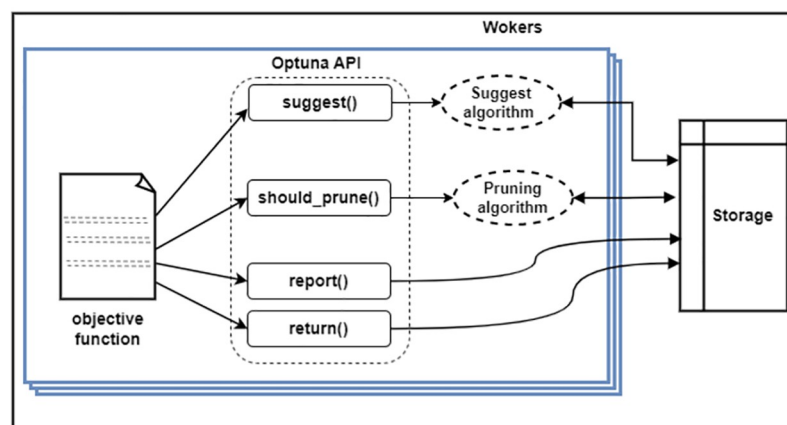 Wokers
Optuna API
suggest()
Suggest
algorithm
should_prune()
Pruning
algorithm
Storage
report()
return()
objective
function